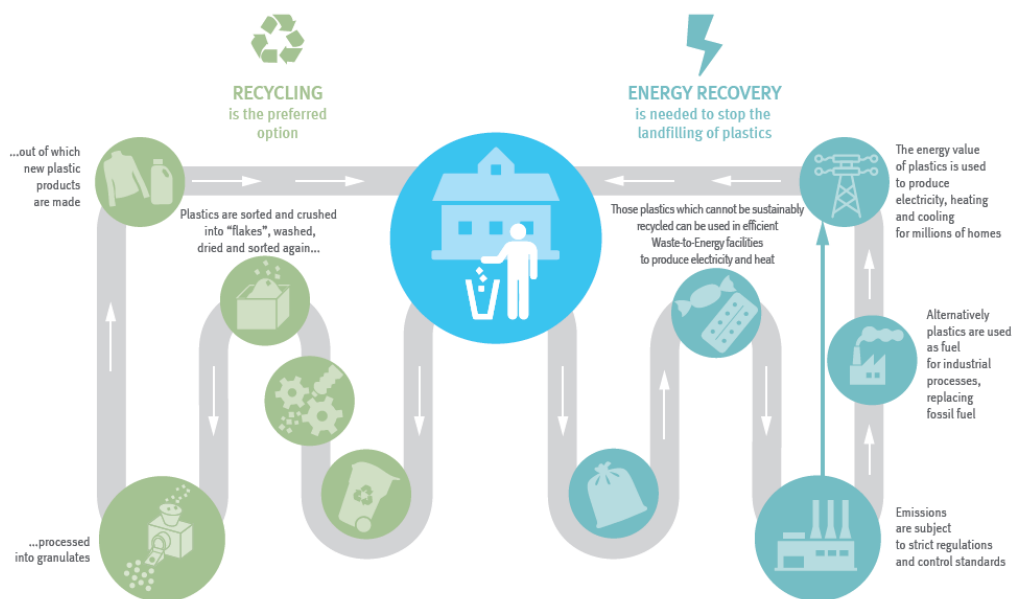 RECYCLING
is the preferred
option
ENERGY RECOVERY
is needed to stop the
landfilling of plastics
...out of which
new plastic
products
are made
Plastics are sorted and crushed
into “flakes”, washed,
dried and sorted again...
Those plastics which cannot be sustainably
recycled can be used in efficient
Waste-to-Energy facilities
to produce electricity and heat
The energy value
of plastics is used
to produce
electricity, heating
and cooling
for millions of homes
Alternatively
plastics are used
as fuel
for industrial
processes,
replacing
fossil fuel
...processed
into granulates
Emissions
are subject
to strict regulations
and control standards